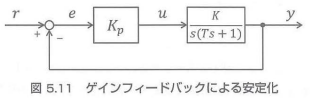 r e u y
+ − K_p K/(s(Ts+1))
図 5.11 ゲインフィードバックによる安定化